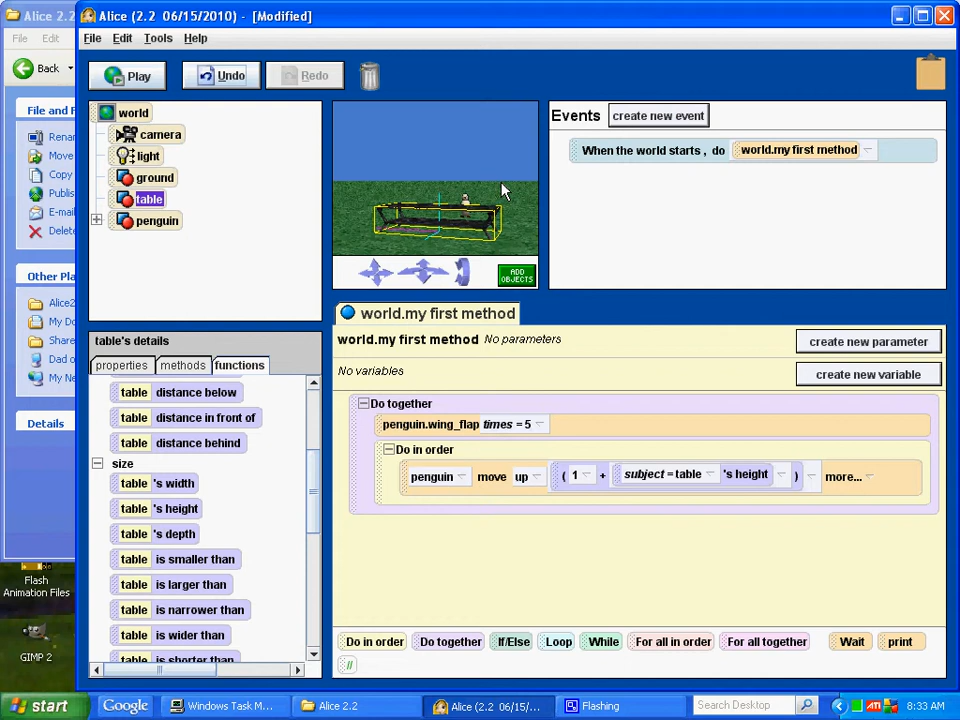 Alice 2.2
Alice (2.2 06/15/2010) - [Modified]
File Edit
File Edit Tools Help
Back
Play Undo Redo
File and F
Renan
Move
Copy
Publis
E-mai
Delete
Other Pla
Alice2
My Do
Share
Dad o
My Ne
Details
world
camera
light
ground
table
penguin
ADD
OBJECTS
Events create new event
When the world starts , do world.my first method
table's details
properties methods functions
table distance below
table distance in front of
table distance behind
size
table 's width
table 's height
table 's depth
table is smaller than
table is larger than
table is narrower than
table is wider than
table is shorter than
world.my first method
world.my first method No parameters create new parameter
No variables create new variable
Do together
penguin.wing_flap times = 5
Do in order
penguin move up ( 1 + subject = table 's height ) more...
Do in order Do together If/Else Loop While For all in order For all together Wait print
//
Flash
Animation Files
GIMP 2
start Google Windows Task M... Alice 2.2 Alice (2.2 06/15/... Flashing Search Desktop ATI 8:33 AM